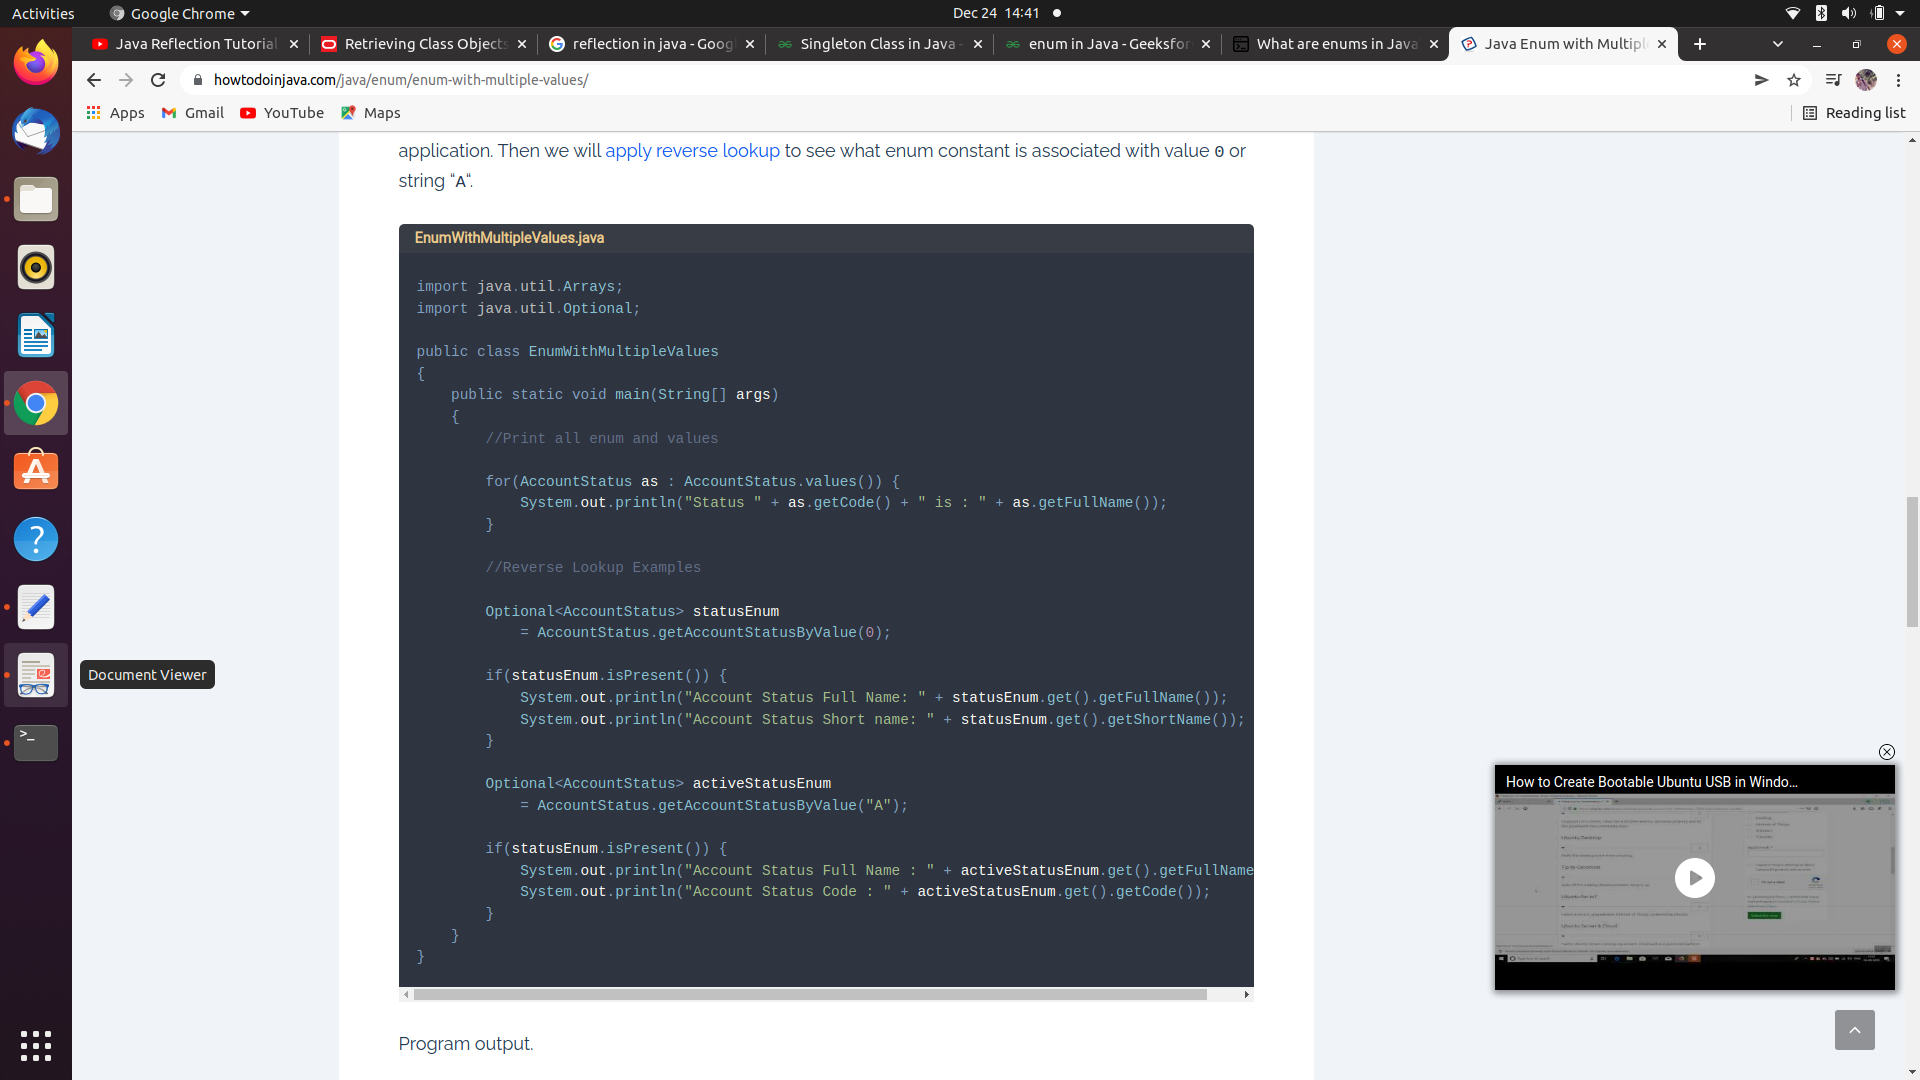 Activities
Google Chrome
Dec 24 14:41
Java Reflection Tutorial
Retrieving Class Objects
reflection in java - Goog
Singleton Class in Java -
enum in Java - Geeksfor
What are enums in Java
Java Enum with Multiple
howtodoinjava.com/java/enum/enum-with-multiple-values/
Apps
Gmail
YouTube
Maps
Reading list
application. Then we will apply reverse lookup to see what enum constant is associated with value 0 or
string “A“.
EnumWithMultipleValues.java
import java.util.Arrays;
import java.util.Optional;
public class EnumWithMultipleValues
{
public static void main(String[] args)
{
//Print all enum and values
for(AccountStatus as : AccountStatus.values()) {
System.out.println("Status " + as.getCode() + " is : " + as.getFullName());
}
//Reverse Lookup Examples
Optional<AccountStatus> statusEnum
= AccountStatus.getAccountStatusByValue(0);
if(statusEnum.isPresent()) {
System.out.println("Account Status Full Name: " + statusEnum.get().getFullName());
System.out.println("Account Status Short name: " + statusEnum.get().getShortName());
}
Optional<AccountStatus> activeStatusEnum
= AccountStatus.getAccountStatusByValue("A");
if(statusEnum.isPresent()) {
System.out.println("Account Status Full Name : " + activeStatusEnum.get().getFullName
System.out.println("Account Status Code : " + activeStatusEnum.get().getCode());
}
}
}
Program output.
Document Viewer
How to Create Bootable Ubuntu USB in Windo...